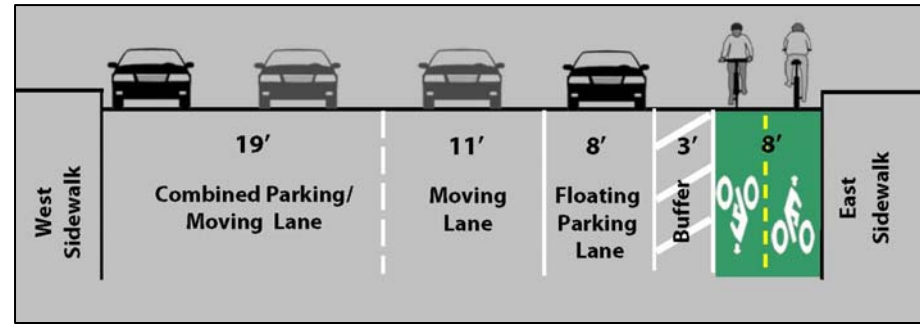 West
Sidewalk
19′
Combined Parking/
Moving Lane
11′
Moving
Lane
8′
Floating
Parking
Lane
3′
Buffer
8′
East
Sidewalk